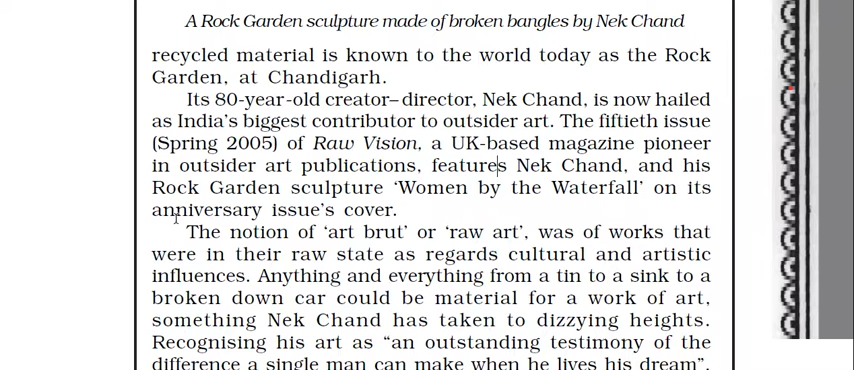 A Rock Garden sculpture made of broken bangles by Nek Chand
recycled material is known to the world today as the Rock
Garden, at Chandigarh.
Its 80-year-old creator– director, Nek Chand, is now hailed
as India's biggest contributor to outsider art. The fiftieth issue
(Spring 2005) of Raw Vision, a UK-based magazine pioneer
in outsider art publications, features Nek Chand, and his
Rock Garden sculpture ‘Women by the Waterfall’ on its
anniversary issue's cover.
The notion of ‘art brut’ or ‘raw art’, was of works that
were in their raw state as regards cultural and artistic
influences. Anything and everything from a tin to a sink to a
broken down car could be material for a work of art,
something Nek Chand has taken to dizzying heights.
Recognising his art as “an outstanding testimony of the
difference a single man can make when he lives his dream”,